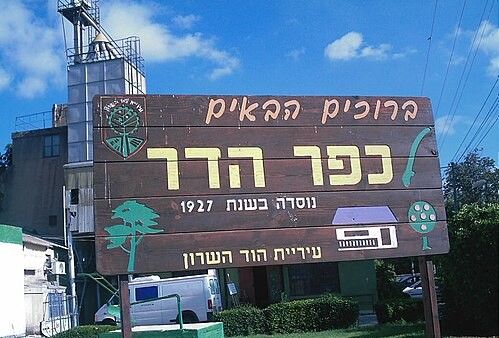 ברוכים הבאים
כפר הדר
נוסדה בשנת 1927
עיריית הוד השרון